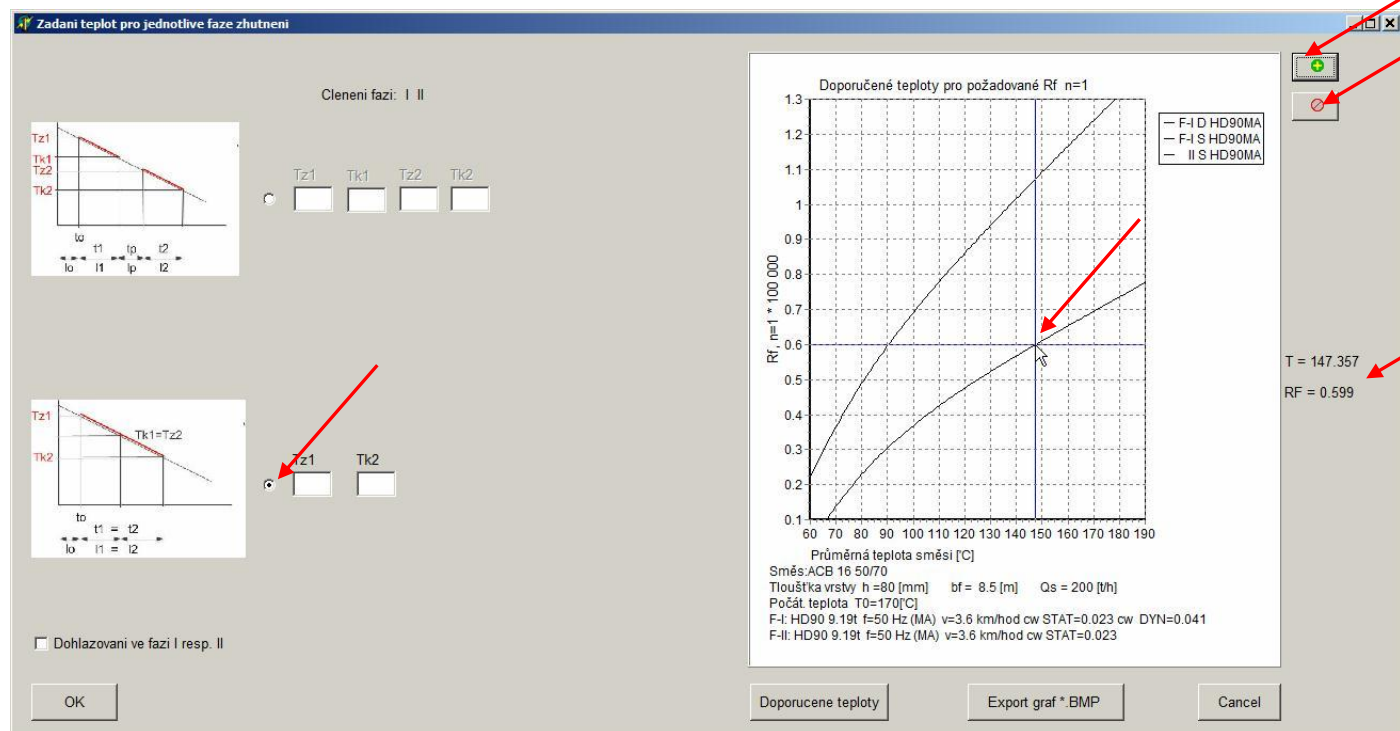 Zadani teplot pro jednotlive faze zhutneni
Cleneni fazi: I II
Tz1
Tk1
Tz2
Tk2
to
t1 tp t2
lo l1 lp l2
Tz1 Tk1 Tz2 Tk2
Tz1
Tk1=Tz2
Tk2
to
t1 = t2
lo l1 = l2
Tz1 Tk2
Dohlazovani ve fazi I resp. II
OK
Doporučené teploty pro požadované Rf n=1
1.3
1.2
1.1
1
0.9
0.8
0.7
0.6
0.5
0.4
0.3
0.2
0.1
Rf, n=1 * 100 000
60 70 80 90 100 110 120 130 140 150 160 170 180 190
Průměrná teplota směsi [°C]
F-I D HD90MA
F-I S HD90MA
II S HD90MA
Směs:ACB 16 50/70
Tloušťka vrstvy h =80 [mm] bf = 8.5 [m] Qs = 200 [t/h]
Počát. teplota T0=170[°C]
F-I: HD90 9.19t f=50 Hz (MA) v=3.6 km/hod cw STAT=0.023 cw DYN=0.041
F-II: HD90 9.19t f=50 Hz (MA) v=3.6 km/hod cw STAT=0.023
T = 147.357
RF = 0.599
Doporucene teploty
Export graf *.BMP
Cancel